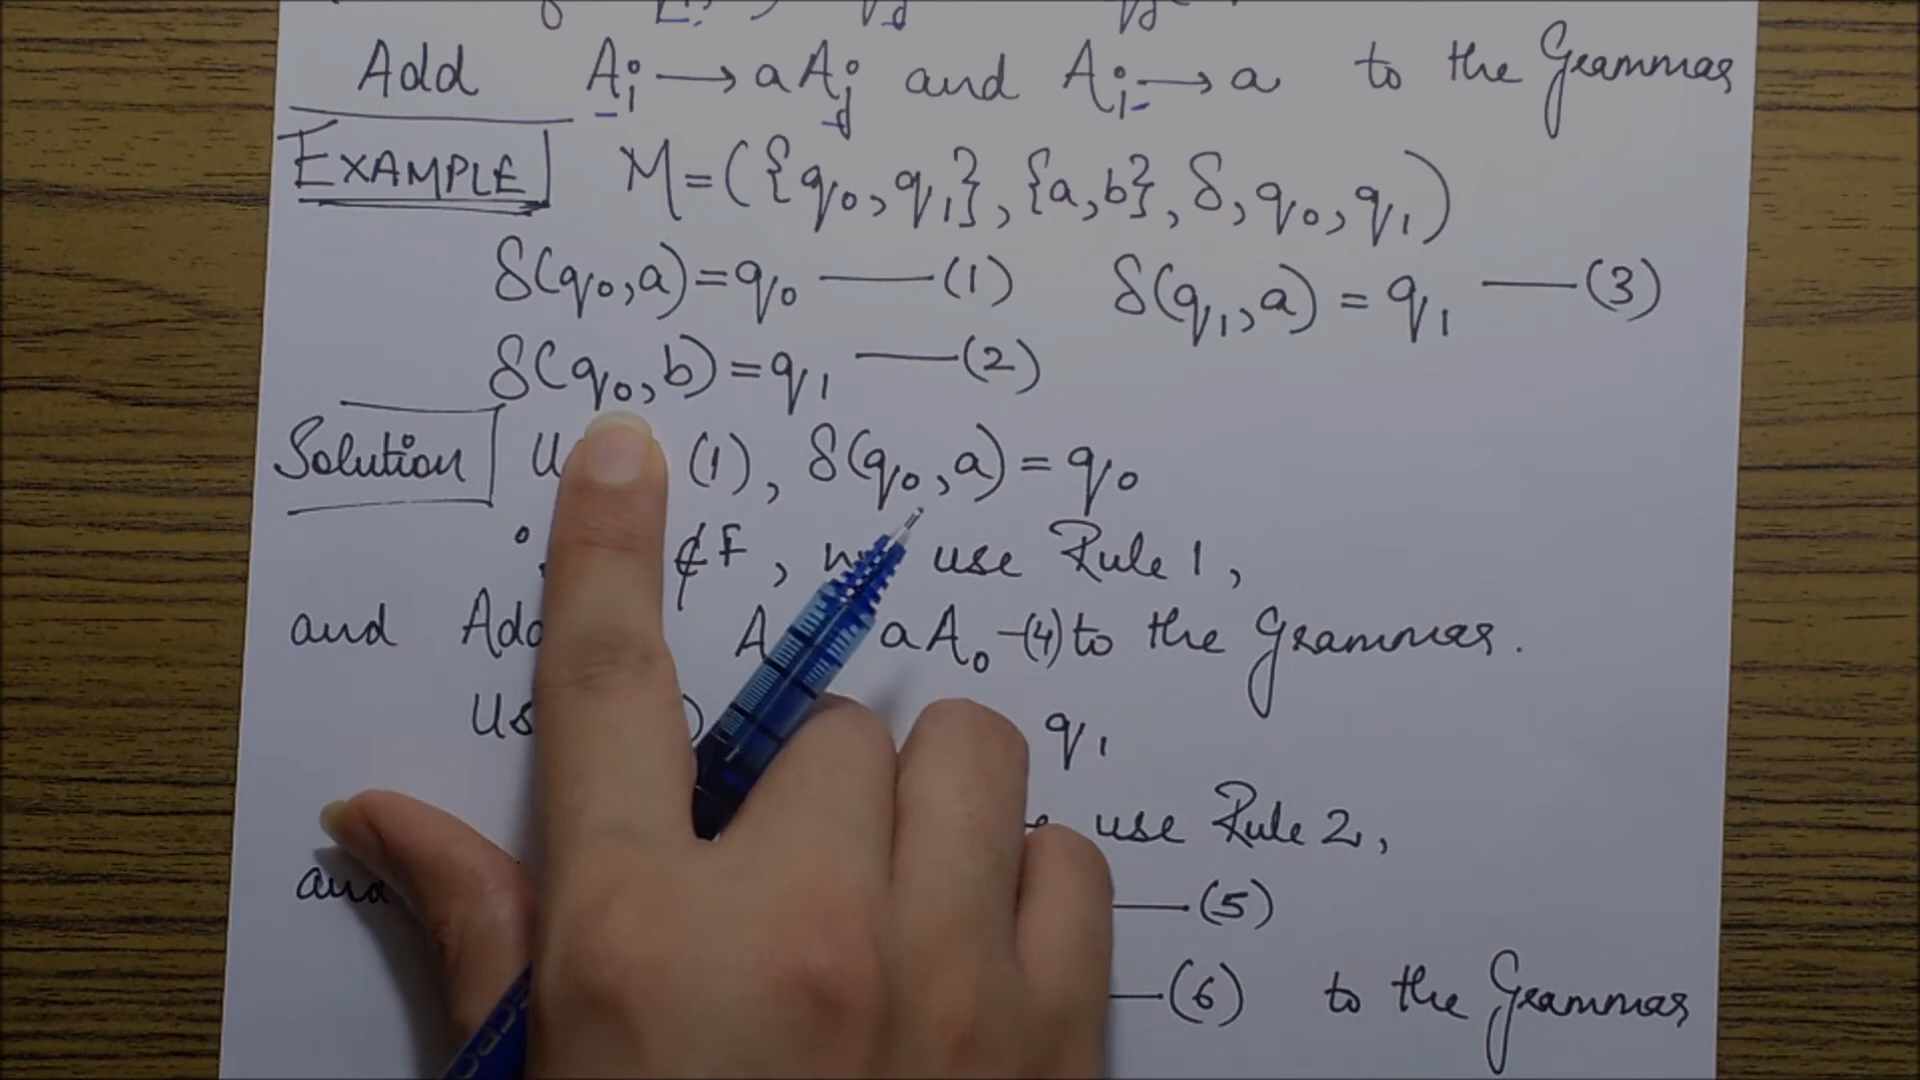 Add Ai → aAj and Ai → a to the Grammar
EXAMPLE M = ({q0, q1}, {a, b}, δ, q0, q1)
δ(q0, a) = q0 —— (1) δ(q1, a) = q1 —— (3)
δ(q0, b) = q1 —— (2)
Solution (1), δ(q0, a) = q0
∉ F, use Rule 1,
and A aA0 —(4) to the Grammar.
q1
use Rule 2,
and —— (5)
—— (6) to the Grammar